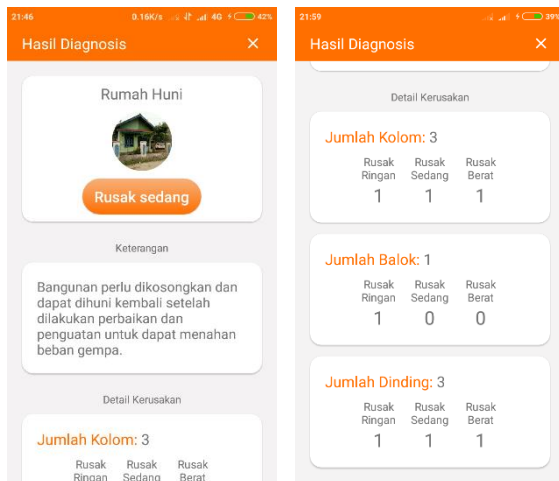 21:46 0.16K/s 4G 42%
Hasil Diagnosis ×
Rumah Huni
Rusak sedang
Keterangan
Bangunan perlu dikosongkan dan
dapat dihuni kembali setelah
dilakukan perbaikan dan
penguatan untuk dapat menahan
beban gempa.
Detail Kerusakan
Jumlah Kolom: 3
Rusak Rusak Rusak
Ringan Sedang Berat
21:59 39%
Hasil Diagnosis ×
Detail Kerusakan
Jumlah Kolom: 3
Rusak Rusak Rusak
Ringan Sedang Berat
1 1 1
Jumlah Balok: 1
Rusak Rusak Rusak
Ringan Sedang Berat
1 0 0
Jumlah Dinding: 3
Rusak Rusak Rusak
Ringan Sedang Berat
1 1 1